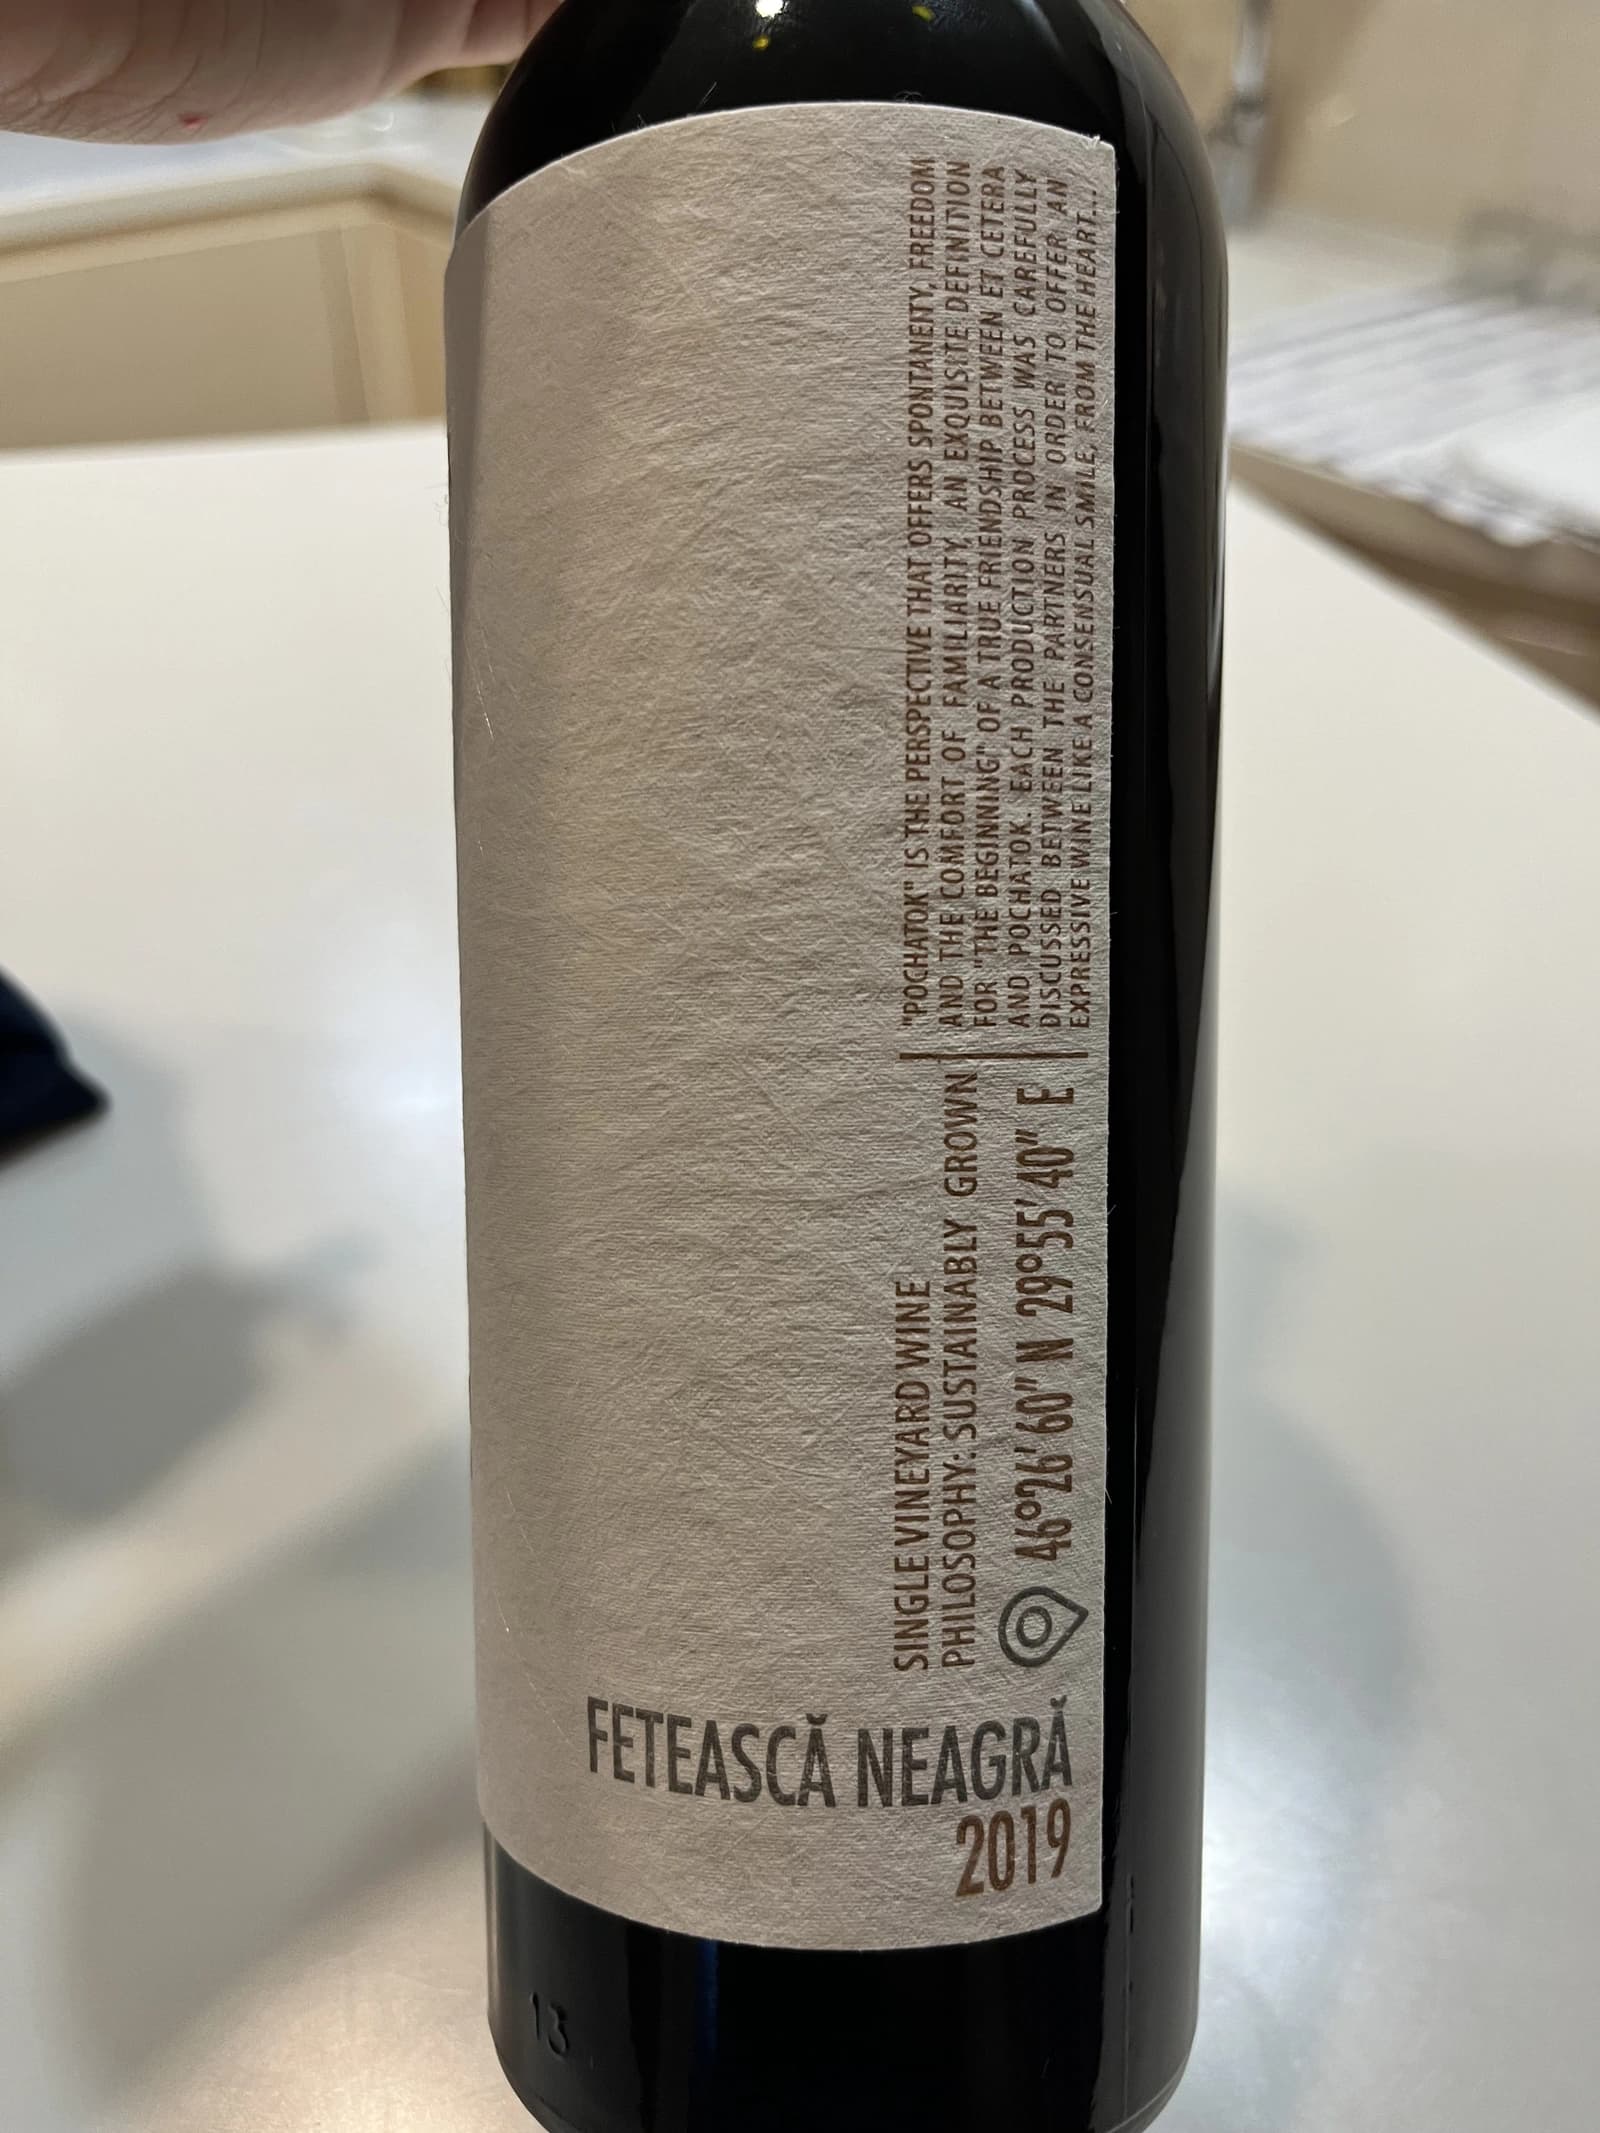 "POCHATOK" IS THE PERSPECTIVE THAT OFFERS SPONTANEITY, FREEDOM
AND THE COMFORT OF FAMILIARITY, AN EXQUISITE DEFINITION
FOR "THE BEGINNING" OF A TRUE FRIENDSHIP BETWEEN ET CETERA
AND POCHATOK. EACH PRODUCTION PROCESS WAS CAREFULLY
DISCUSSED BETWEEN THE PARTNERS IN ORDER TO OFFER AN
EXPRESSIVE WINE LIKE A CONSENSUAL SMILE, FROM THE HEART...
SINGLE VINEYARD WINE
PHILOSOPHY: SUSTAINABLY GROWN
46°26'60" N 29°55'40" E
FETEASCĂ NEAGRĂ
2019
13